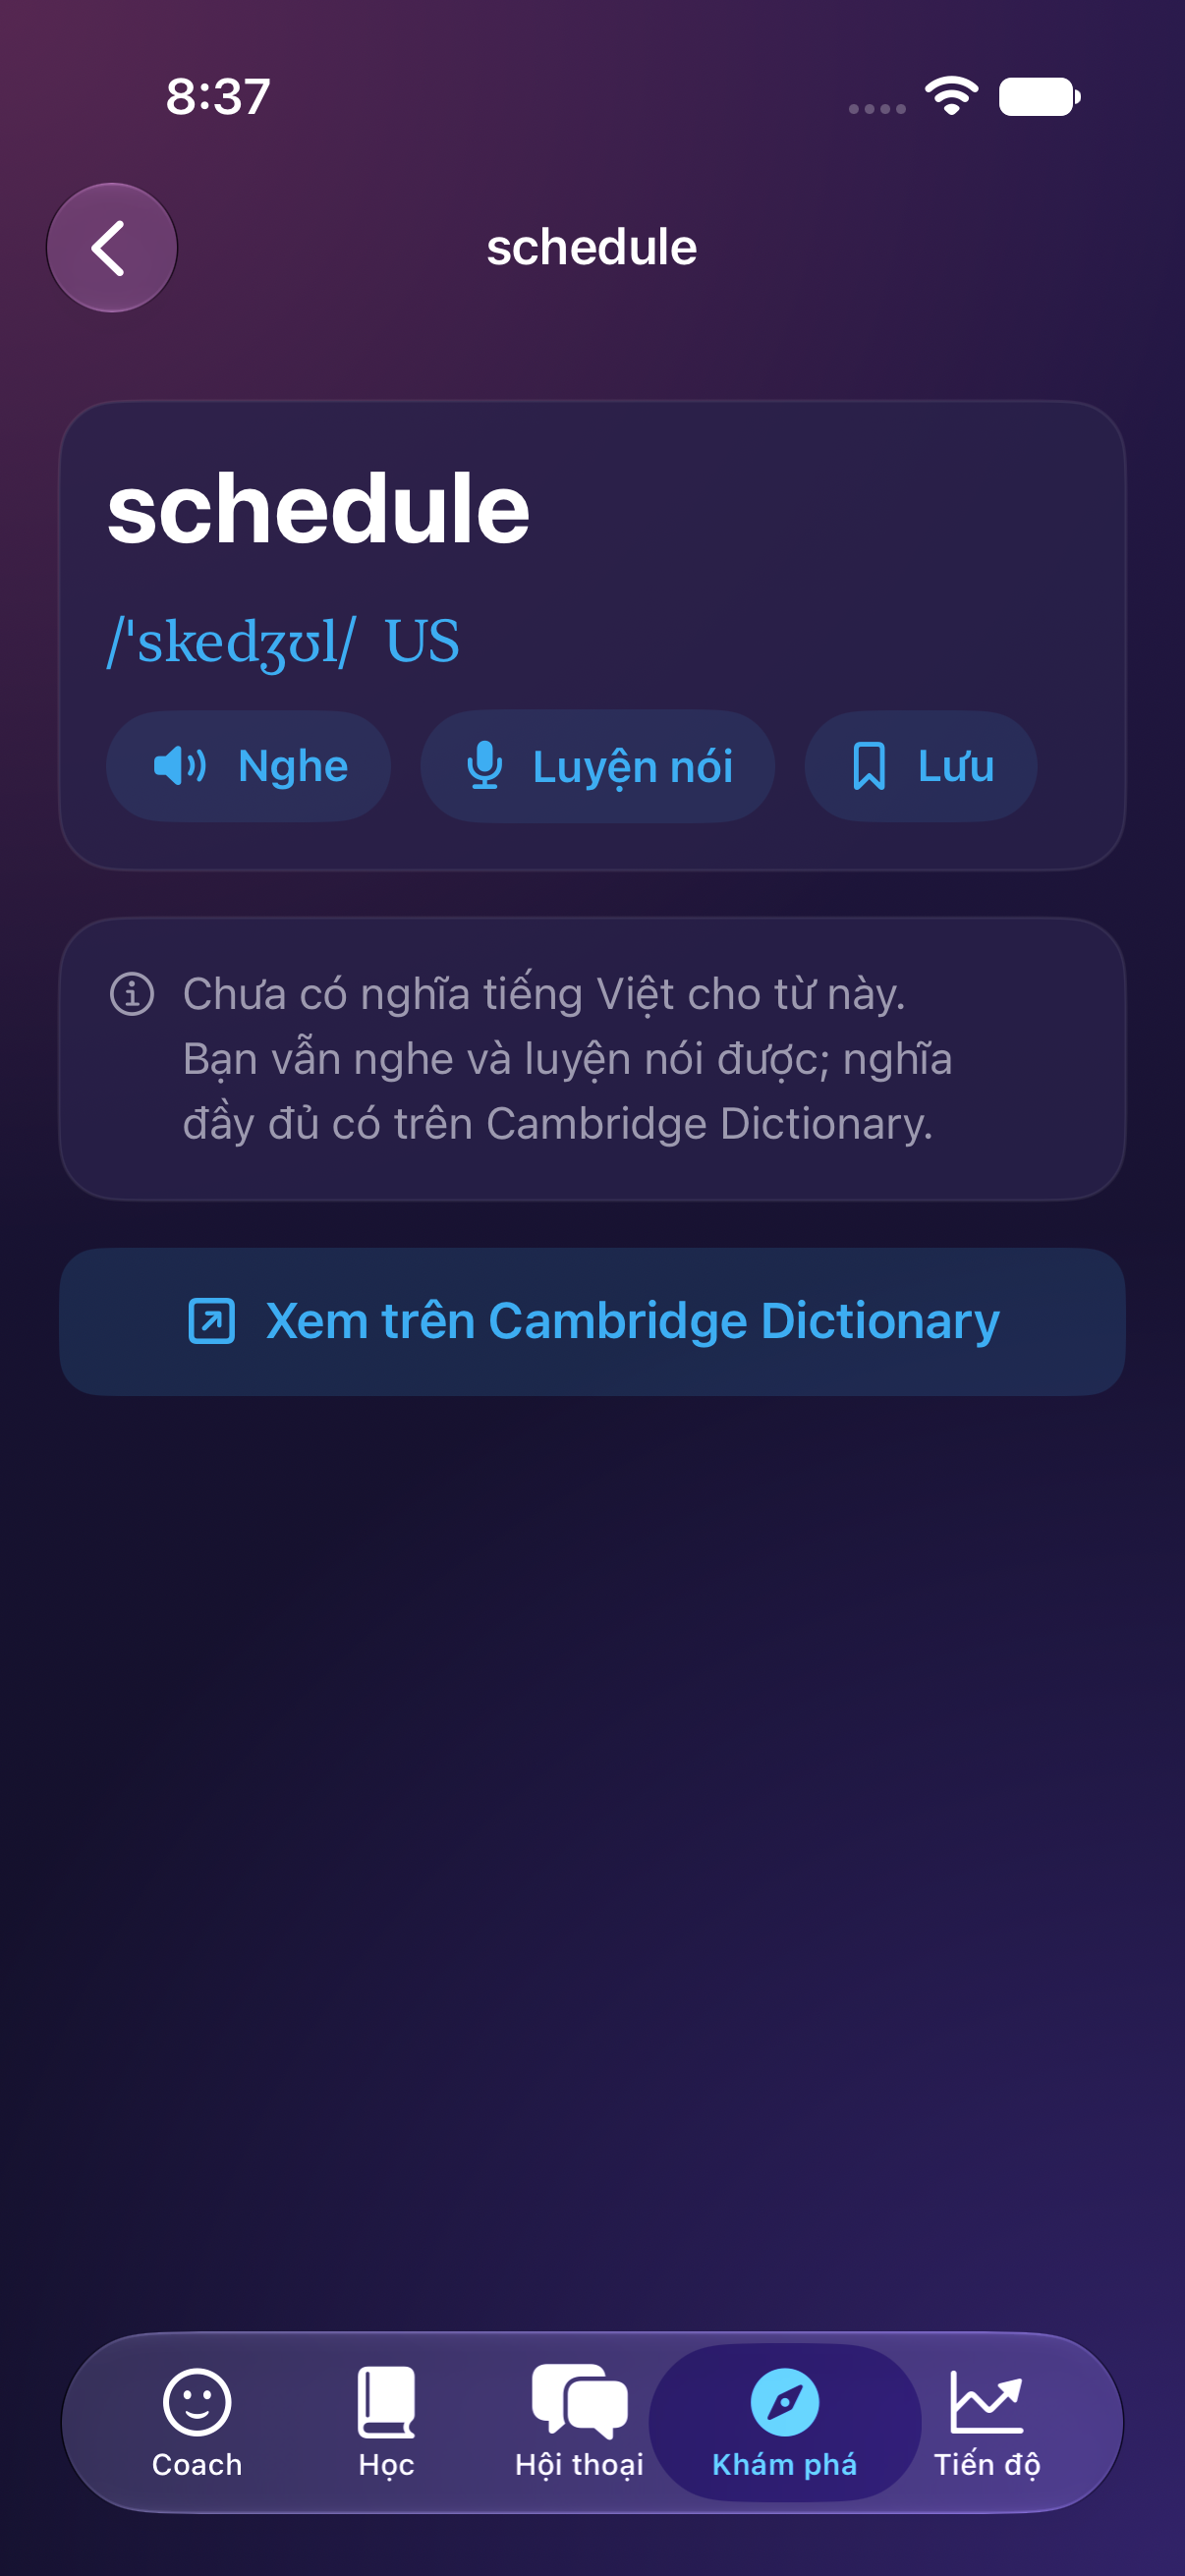 8:37
schedule
schedule
/ˈskedʒʊl/ US
Nghe
Luyện nói
Lưu
Chưa có nghĩa tiếng Việt cho từ này.
Bạn vẫn nghe và luyện nói được; nghĩa
đầy đủ có trên Cambridge Dictionary.
Xem trên Cambridge Dictionary
Coach
Học
Hội thoại
Khám phá
Tiến độ